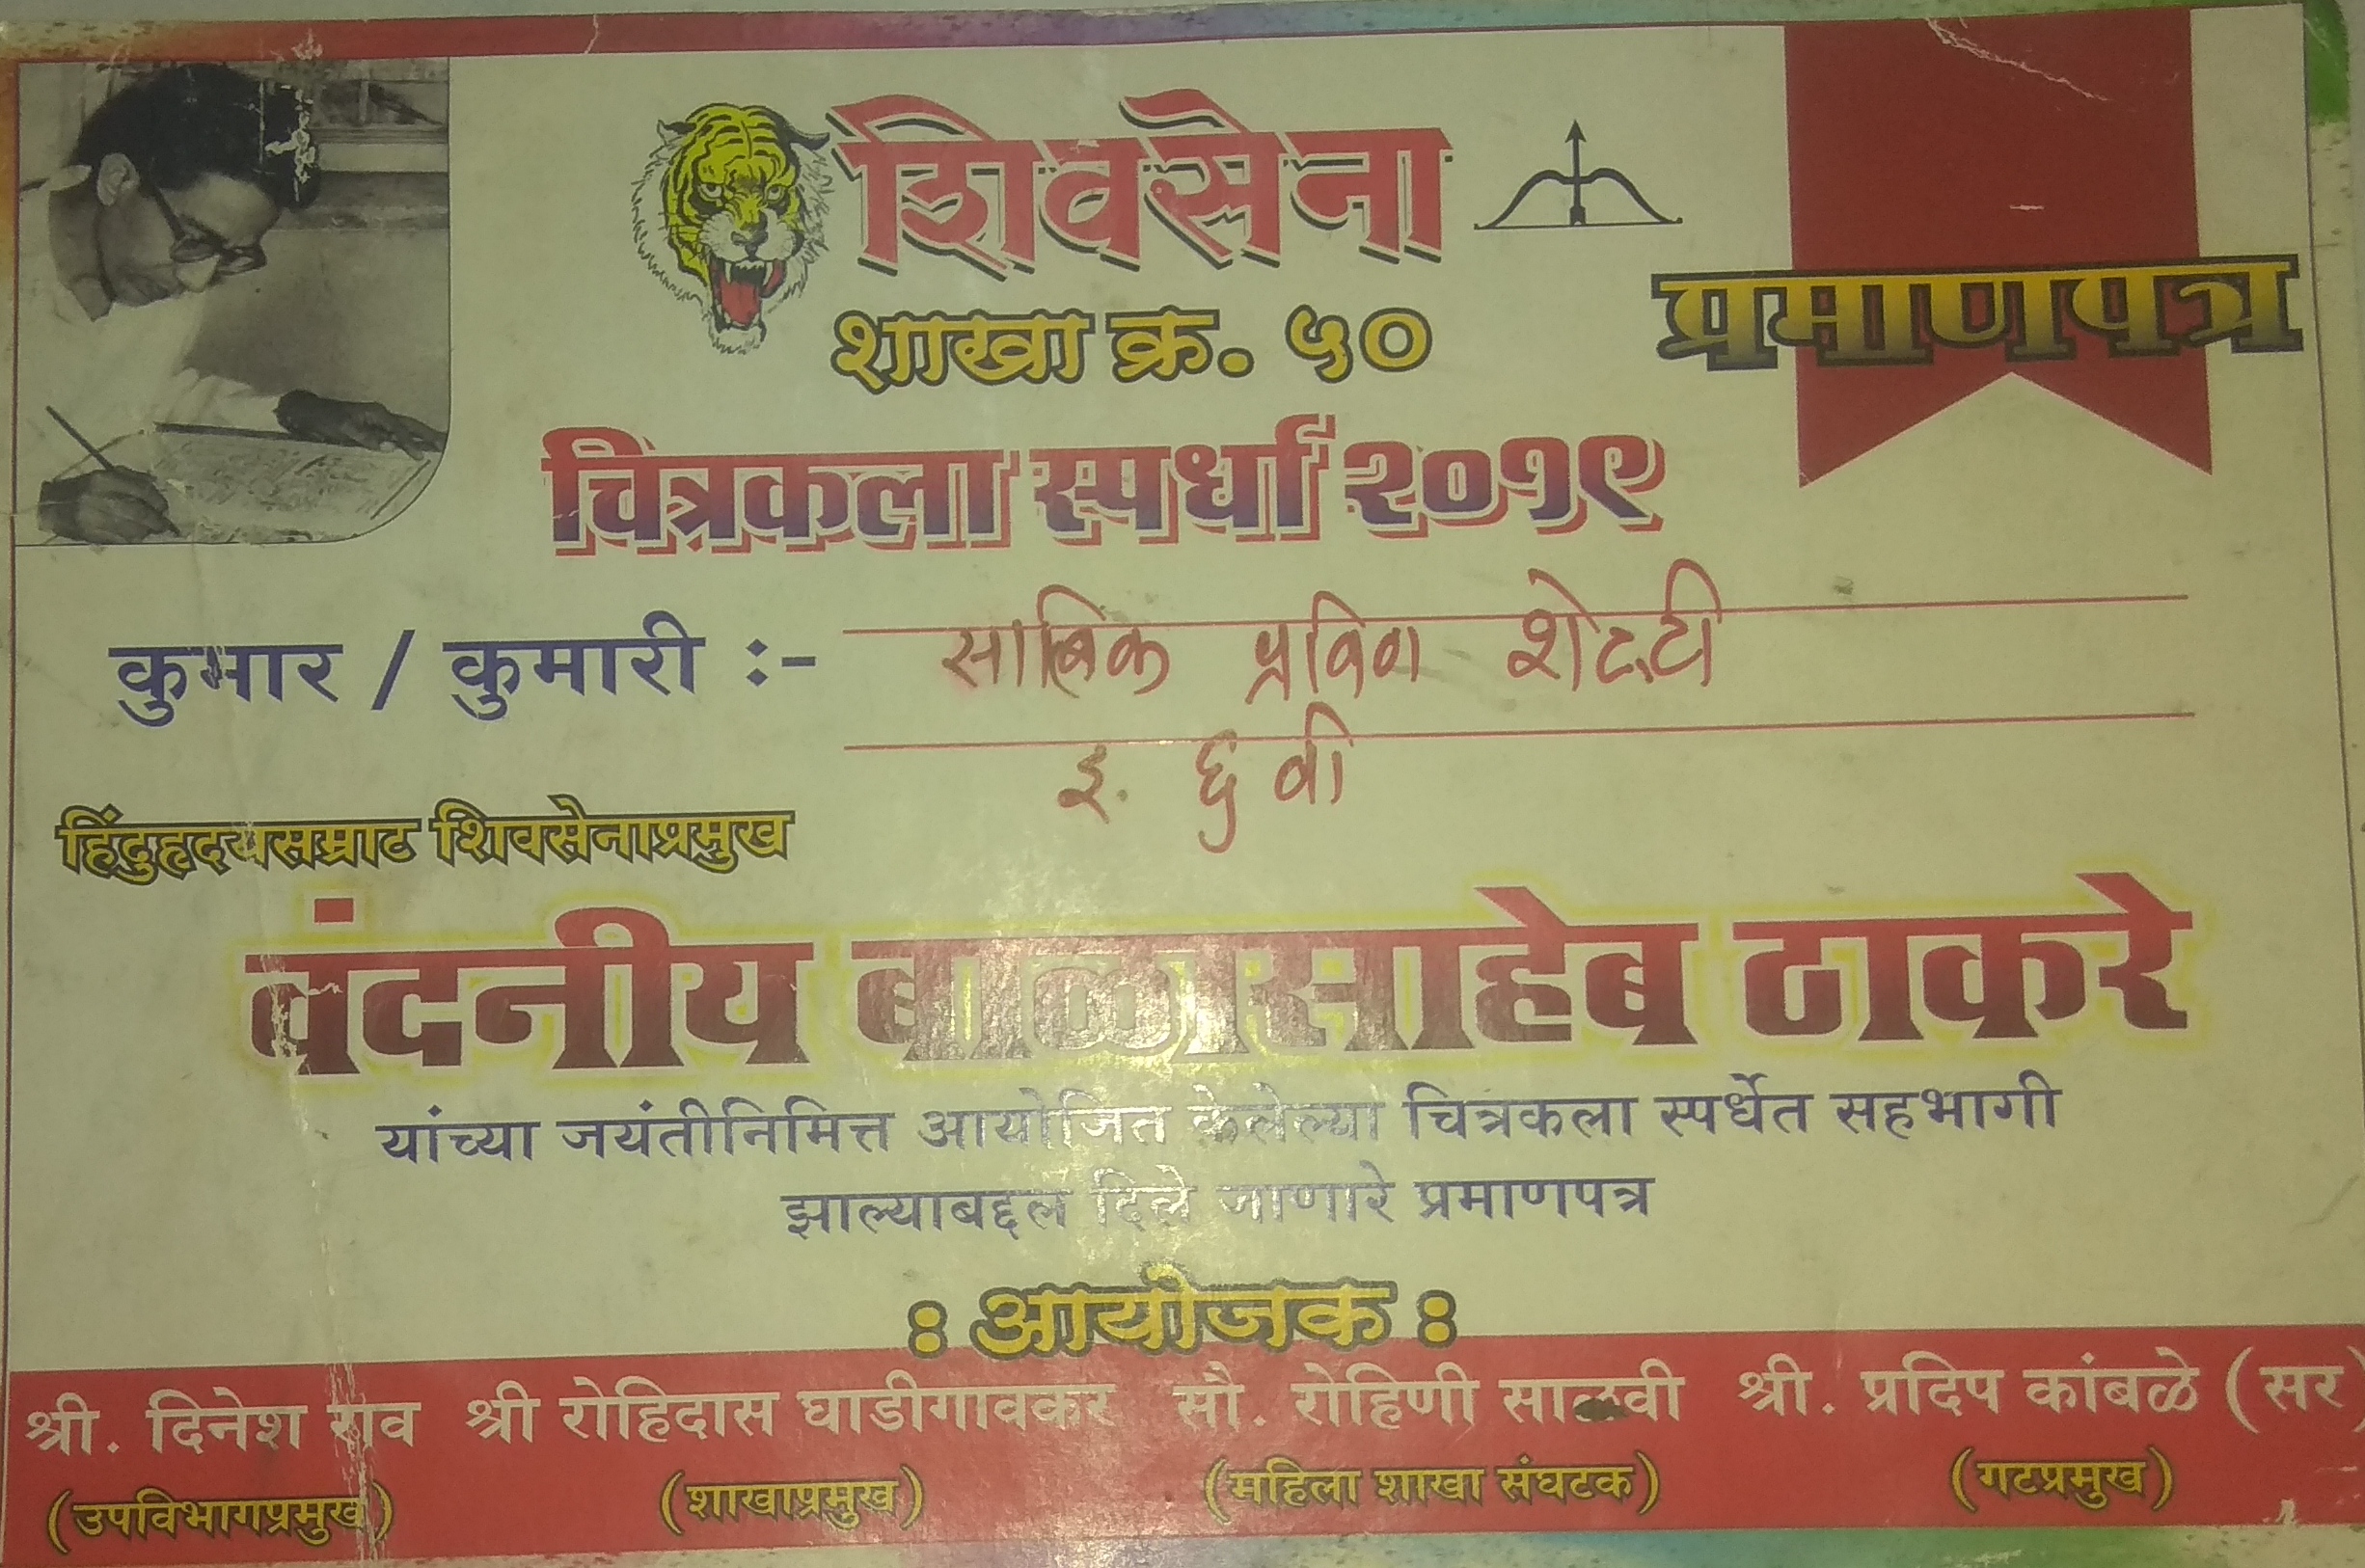 शिवसेना
शाखा क्र. ५०
प्रमाणपत्र
चित्रकला स्पर्धा २०१९
कुमार / कुमारी :- सात्विक प्रविण शेट्टी
इ. ६ वी
हिंदुहृदयसम्राट शिवसेनाप्रमुख
वंदनीय बाळासाहेब ठाकरे
यांच्या जयंतीनिमित्त आयोजित केलेल्या चित्रकला स्पर्धेत सहभागी
झाल्याबद्दल दिले जाणारे प्रमाणपत्र
: आयोजक :
श्री. दिनेश राव श्री रोहिदास घाडीगावकर सौ. रोहिणी साळवी श्री. प्रदिप कांबळे (सर)
(उपविभागप्रमुख) (शाखाप्रमुख) (महिला शाखा संघटक) (गटप्रमुख)